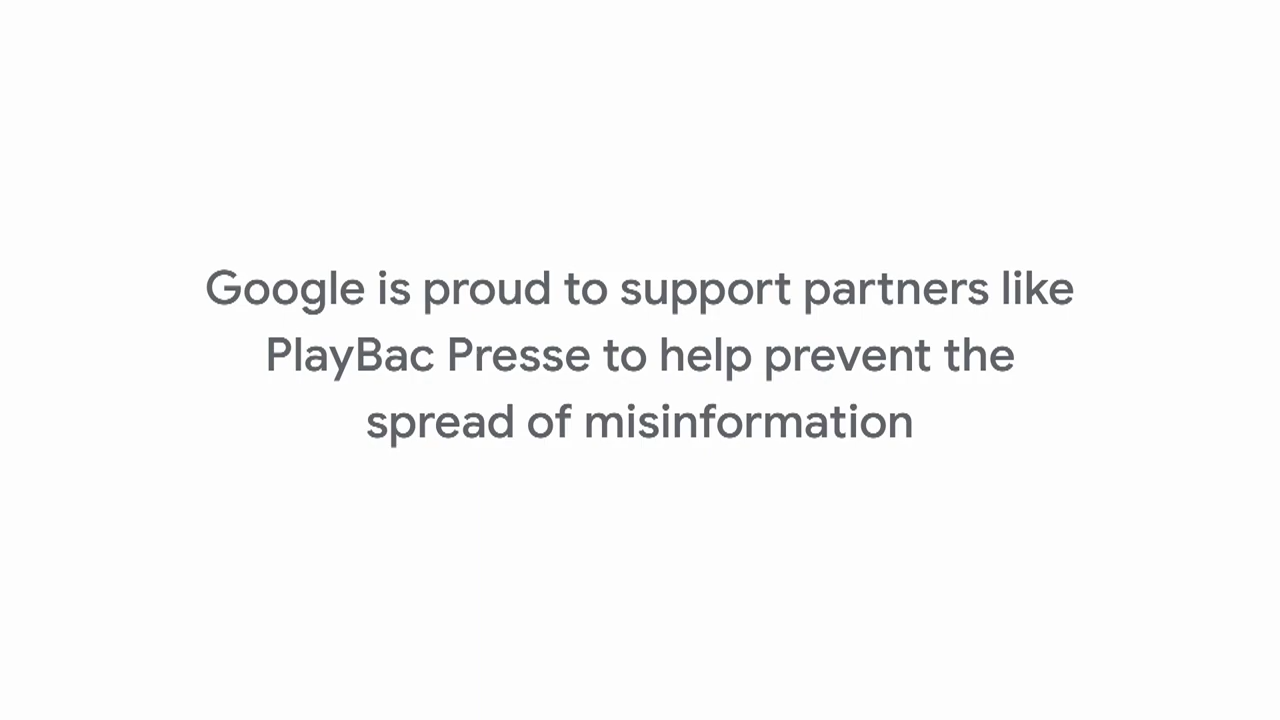 Google is proud to support partners like
PlayBac Presse to help prevent the
spread of misinformation